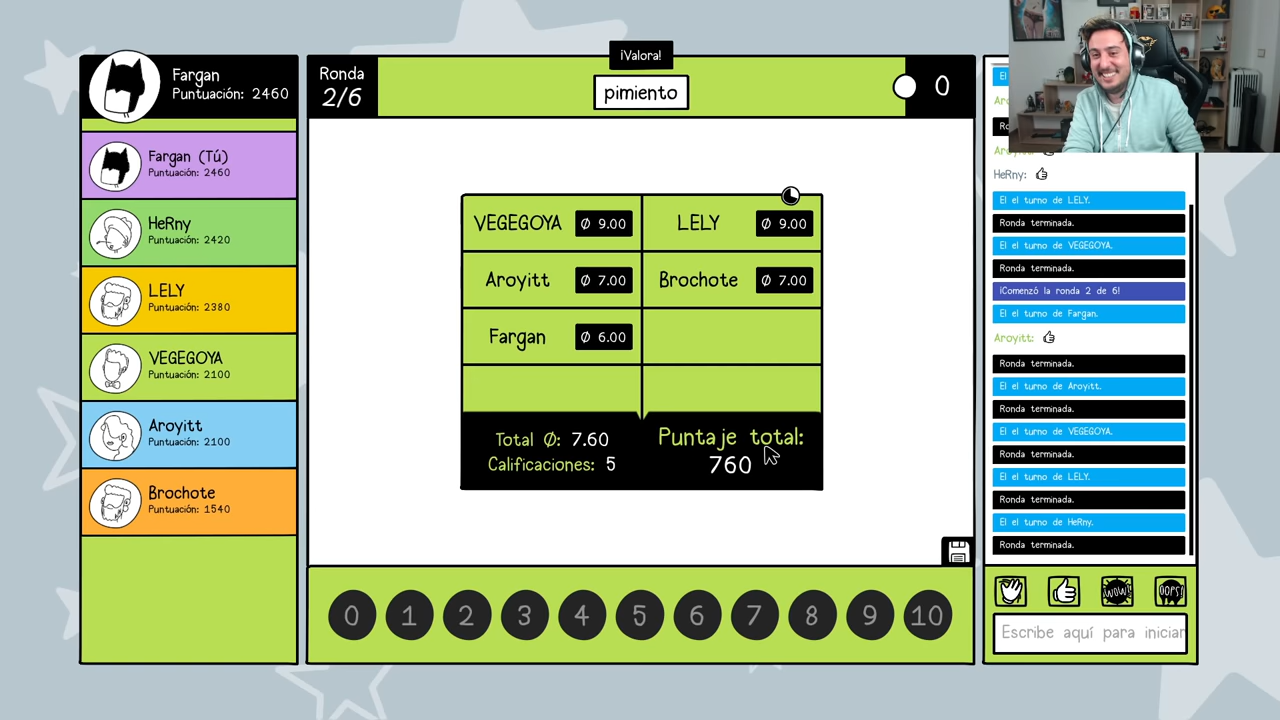 Fargan
Puntuación: 2460
Fargan (Tú)
Puntuación: 2460
HeRny
Puntuación: 2420
LELY
Puntuación: 2380
VEGEGOYA
Puntuación: 2100
Aroyitt
Puntuación: 2100
Brochote
Puntuación: 1540
Ronda
2/6
¡Valora!
pimiento
0
VEGEGOYA Ø 9.00
LELY Ø 9.00
Aroyitt Ø 7.00
Brochote Ø 7.00
Fargan Ø 6.00
Total Ø: 7.60
Calificaciones: 5
Puntaje total:
760
0 1 2 3 4 5 6 7 8 9 10
El
Aro
Ro
HeRny:
El el turno de LELY.
Ronda terminada.
El el turno de VEGEGOYA.
Ronda terminada.
¡Comenzó la ronda 2 de 6!
El el turno de Fargan.
Aroyitt:
Ronda terminada.
El el turno de Aroyitt.
Ronda terminada.
El el turno de VEGEGOYA.
Ronda terminada.
El el turno de LELY.
Ronda terminada.
El el turno de HeRny.
Ronda terminada.
WOW!
OOPS!
Escribe aquí para iniciar